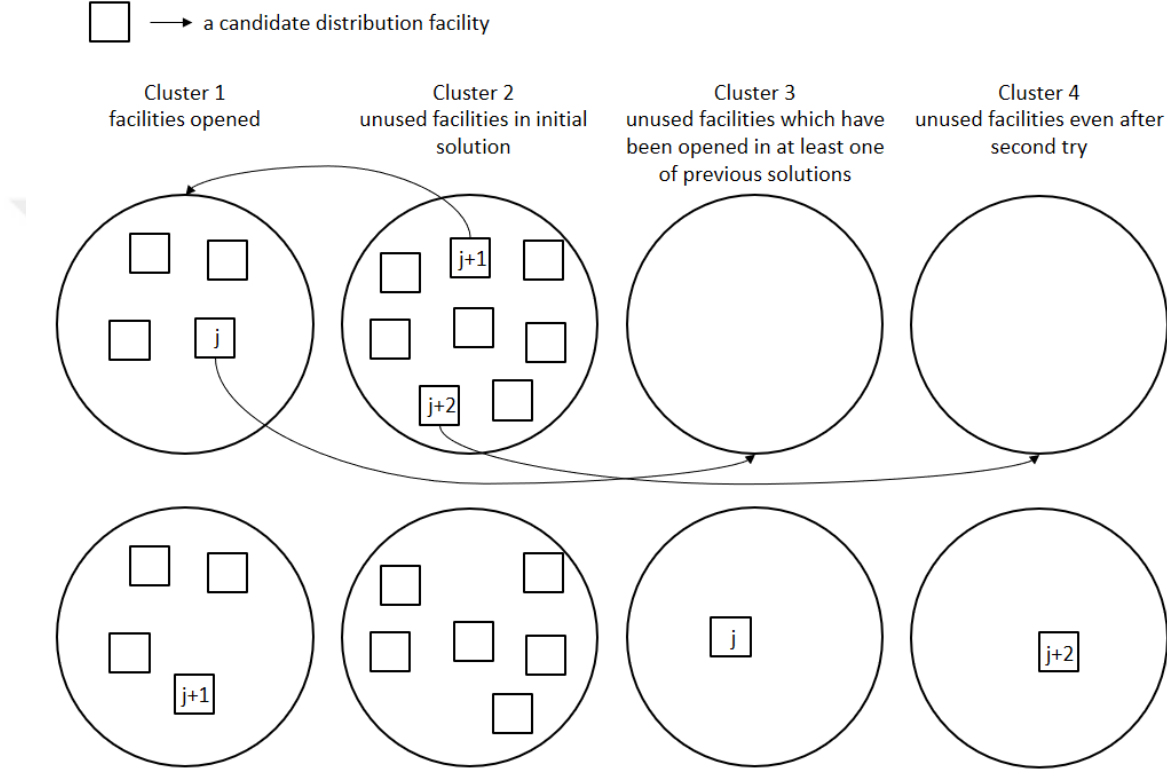 a candidate distribution facility
Cluster 1
facilities opened
Cluster 2
unused facilities in initial
solution
Cluster 3
unused facilities which have
been opened in at least one
of previous solutions
Cluster 4
unused facilities even after
second try
j+1
j
j+2
j+1
j
j+2